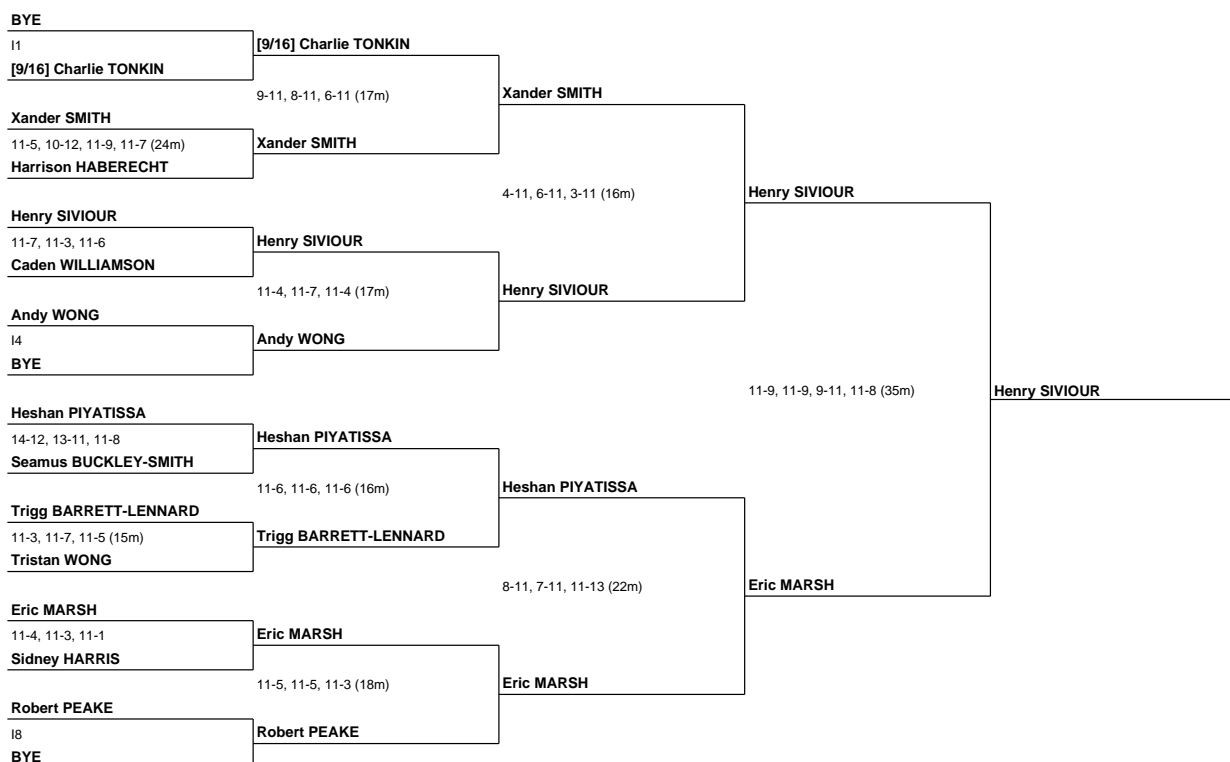 BYE
I1
[9/16] Charlie TONKIN
[9/16] Charlie TONKIN
9-11, 8-11, 6-11 (17m)
Xander SMITH
Xander SMITH
11-5, 10-12, 11-9, 11-7 (24m)
Xander SMITH
Harrison HABERECHT
4-11, 6-11, 3-11 (16m)
Henry SIVIOUR
Henry SIVIOUR
11-7, 11-3, 11-6
Henry SIVIOUR
Caden WILLIAMSON
11-4, 11-7, 11-4 (17m)
Henry SIVIOUR
Andy WONG
I4
Andy WONG
BYE
11-9, 11-9, 9-11, 11-8 (35m)
Henry SIVIOUR
Heshan PIYATISSA
14-12, 13-11, 11-8
Heshan PIYATISSA
Seamus BUCKLEY-SMITH
11-6, 11-6, 11-6 (16m)
Heshan PIYATISSA
Trigg BARRETT-LENNARD
11-3, 11-7, 11-5 (15m)
Trigg BARRETT-LENNARD
Tristan WONG
8-11, 7-11, 11-13 (22m)
Eric MARSH
Eric MARSH
11-4, 11-3, 11-1
Eric MARSH
Sidney HARRIS
11-5, 11-5, 11-3 (18m)
Eric MARSH
Robert PEAKE
I8
Robert PEAKE
BYE